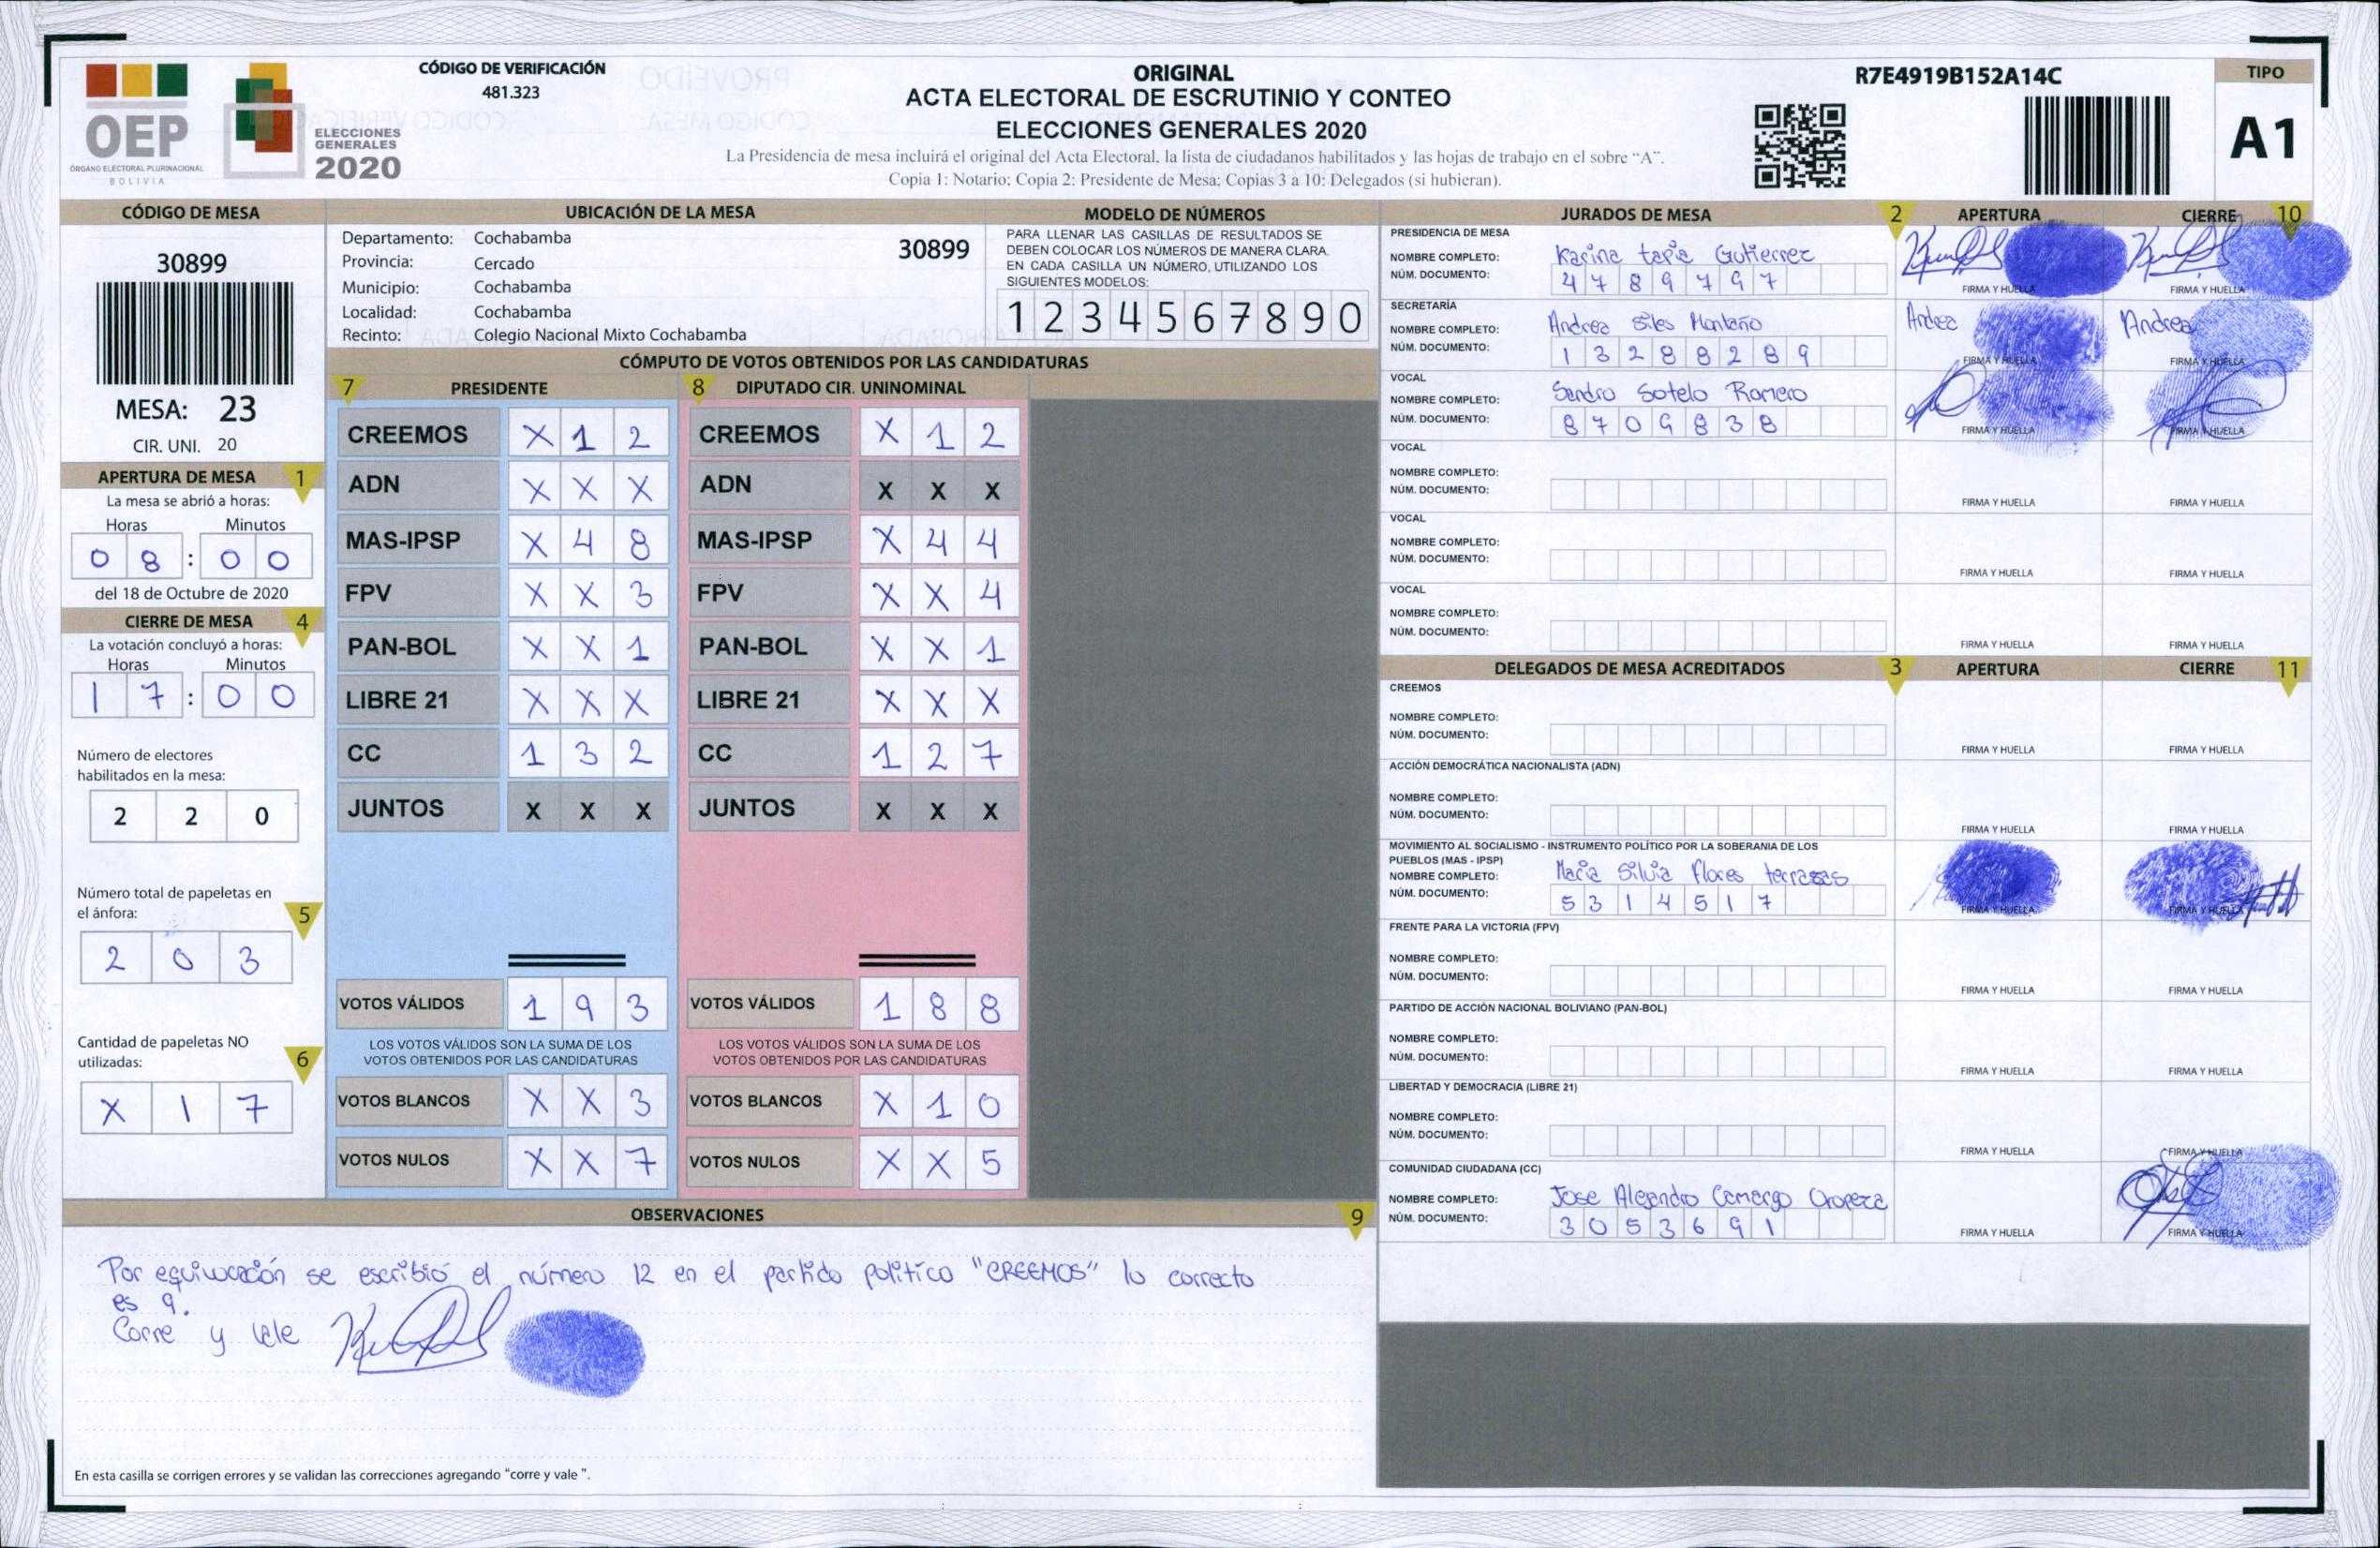 CÓDIGO DE VERIFICACIÓN
481.323
OEP
ÓRGANO ELECTORAL PLURINACIONAL
BOLIVIA
ELECCIONES
GENERALES
2020
ORIGINAL
ACTA ELECTORAL DE ESCRUTINIO Y CONTEO
ELECCIONES GENERALES 2020
La Presidencia de mesa incluirá el original del Acta Electoral, la lista de ciudadanos habilitados y las hojas de trabajo en el sobre "A".
Copia 1: Notario; Copia 2: Presidente de Mesa; Copias 3 a 10: Delegados (si hubieran).
R7E4919B152A14C
TIPO
A1
CÓDIGO DE MESA
30899
MESA: 23
CIR. UNI. 20
APERTURA DE MESA 1
La mesa se abrió a horas:
Horas Minutos
0 8 : 0 0
del 18 de Octubre de 2020
CIERRE DE MESA 4
La votación concluyó a horas:
Horas Minutos
1 7 : 0 0
Número de electores
habilitados en la mesa:
2 2 0
Número total de papeletas en
el ánfora: 5
2 0 3
Cantidad de papeletas NO
utilizadas: 6
X 1 7
UBICACIÓN DE LA MESA
Departamento: Cochabamba
30899
Provincia: Cercado
Municipio: Cochabamba
Localidad: Cochabamba
Recinto: Colegio Nacional Mixto Cochabamba
MODELO DE NÚMEROS
PARA LLENAR LAS CASILLAS DE RESULTADOS SE
DEBEN COLOCAR LOS NÚMEROS DE MANERA CLARA.
EN CADA CASILLA UN NÚMERO, UTILIZANDO LOS
SIGUIENTES MODELOS:
1 2 3 4 5 6 7 8 9 0
CÓMPUTO DE VOTOS OBTENIDOS POR LAS CANDIDATURAS
7 PRESIDENTE
CREEMOS X 1 2
ADN X X X
MAS-IPSP X 4 8
FPV X X 3
PAN-BOL X X 1
LIBRE 21 X X X
CC 1 3 2
JUNTOS X X X
VOTOS VÁLIDOS 1 9 3
LOS VOTOS VÁLIDOS SON LA SUMA DE LOS
VOTOS OBTENIDOS POR LAS CANDIDATURAS
VOTOS BLANCOS X X 3
VOTOS NULOS X X 7
8 DIPUTADO CIR. UNINOMINAL
CREEMOS X 1 2
ADN X X X
MAS-IPSP X 4 4
FPV X X 4
PAN-BOL X X 1
LIBRE 21 X X X
CC 1 2 7
JUNTOS X X X
VOTOS VÁLIDOS 1 8 8
LOS VOTOS VÁLIDOS SON LA SUMA DE LOS
VOTOS OBTENIDOS POR LAS CANDIDATURAS
VOTOS BLANCOS X 1 0
VOTOS NULOS X X 5
OBSERVACIONES 9
Por equivocación se escribió el número 12 en el partido político "CREEMOS" lo correcto
es 9.
Corre y vale
En esta casilla se corrigen errores y se validan las correcciones agregando "corre y vale ".
JURADOS DE MESA 2 APERTURA CIERRE 10
PRESIDENCIA DE MESA
NOMBRE COMPLETO: Karina tapia Gutierrez
NÚM. DOCUMENTO: 4 7 8 9 7 9 7
FIRMA Y HUELLA FIRMA Y HUELLA
SECRETARÍA
NOMBRE COMPLETO: Andrea Siles Montaño Andrea Andrea
NÚM. DOCUMENTO: 1 3 2 8 8 2 8 9
FIRMA Y HUELLA FIRMA Y HUELLA
VOCAL
NOMBRE COMPLETO: Sandro Sotelo Romero
NÚM. DOCUMENTO: 8 7 0 9 8 3 8
FIRMA Y HUELLA FIRMA Y HUELLA
VOCAL
NOMBRE COMPLETO:
NÚM. DOCUMENTO:
FIRMA Y HUELLA FIRMA Y HUELLA
VOCAL
NOMBRE COMPLETO:
NÚM. DOCUMENTO:
FIRMA Y HUELLA FIRMA Y HUELLA
VOCAL
NOMBRE COMPLETO:
NÚM. DOCUMENTO:
FIRMA Y HUELLA FIRMA Y HUELLA
DELEGADOS DE MESA ACREDITADOS 3 APERTURA CIERRE 11
CREEMOS
NOMBRE COMPLETO:
NÚM. DOCUMENTO:
FIRMA Y HUELLA FIRMA Y HUELLA
ACCIÓN DEMOCRÁTICA NACIONALISTA (ADN)
NOMBRE COMPLETO:
NÚM. DOCUMENTO:
FIRMA Y HUELLA FIRMA Y HUELLA
MOVIMIENTO AL SOCIALISMO - INSTRUMENTO POLÍTICO POR LA SOBERANIA DE LOS
PUEBLOS (MAS - IPSP)
NOMBRE COMPLETO: Maria Silvia flores terrazas
NÚM. DOCUMENTO: 5 3 1 4 5 1 7
FIRMA Y HUELLA FIRMA Y HUELLA
FRENTE PARA LA VICTORIA (FPV)
NOMBRE COMPLETO:
NÚM. DOCUMENTO:
FIRMA Y HUELLA FIRMA Y HUELLA
PARTIDO DE ACCIÓN NACIONAL BOLIVIANO (PAN-BOL)
NOMBRE COMPLETO:
NÚM. DOCUMENTO:
FIRMA Y HUELLA FIRMA Y HUELLA
LIBERTAD Y DEMOCRACIA (LIBRE 21)
NOMBRE COMPLETO:
NÚM. DOCUMENTO:
FIRMA Y HUELLA FIRMA Y HUELLA
COMUNIDAD CIUDADANA (CC)
NOMBRE COMPLETO: Jose Alejandro Camargo Oropeza
NÚM. DOCUMENTO: 3 0 5 3 6 9 1
FIRMA Y HUELLA FIRMA Y HUELLA